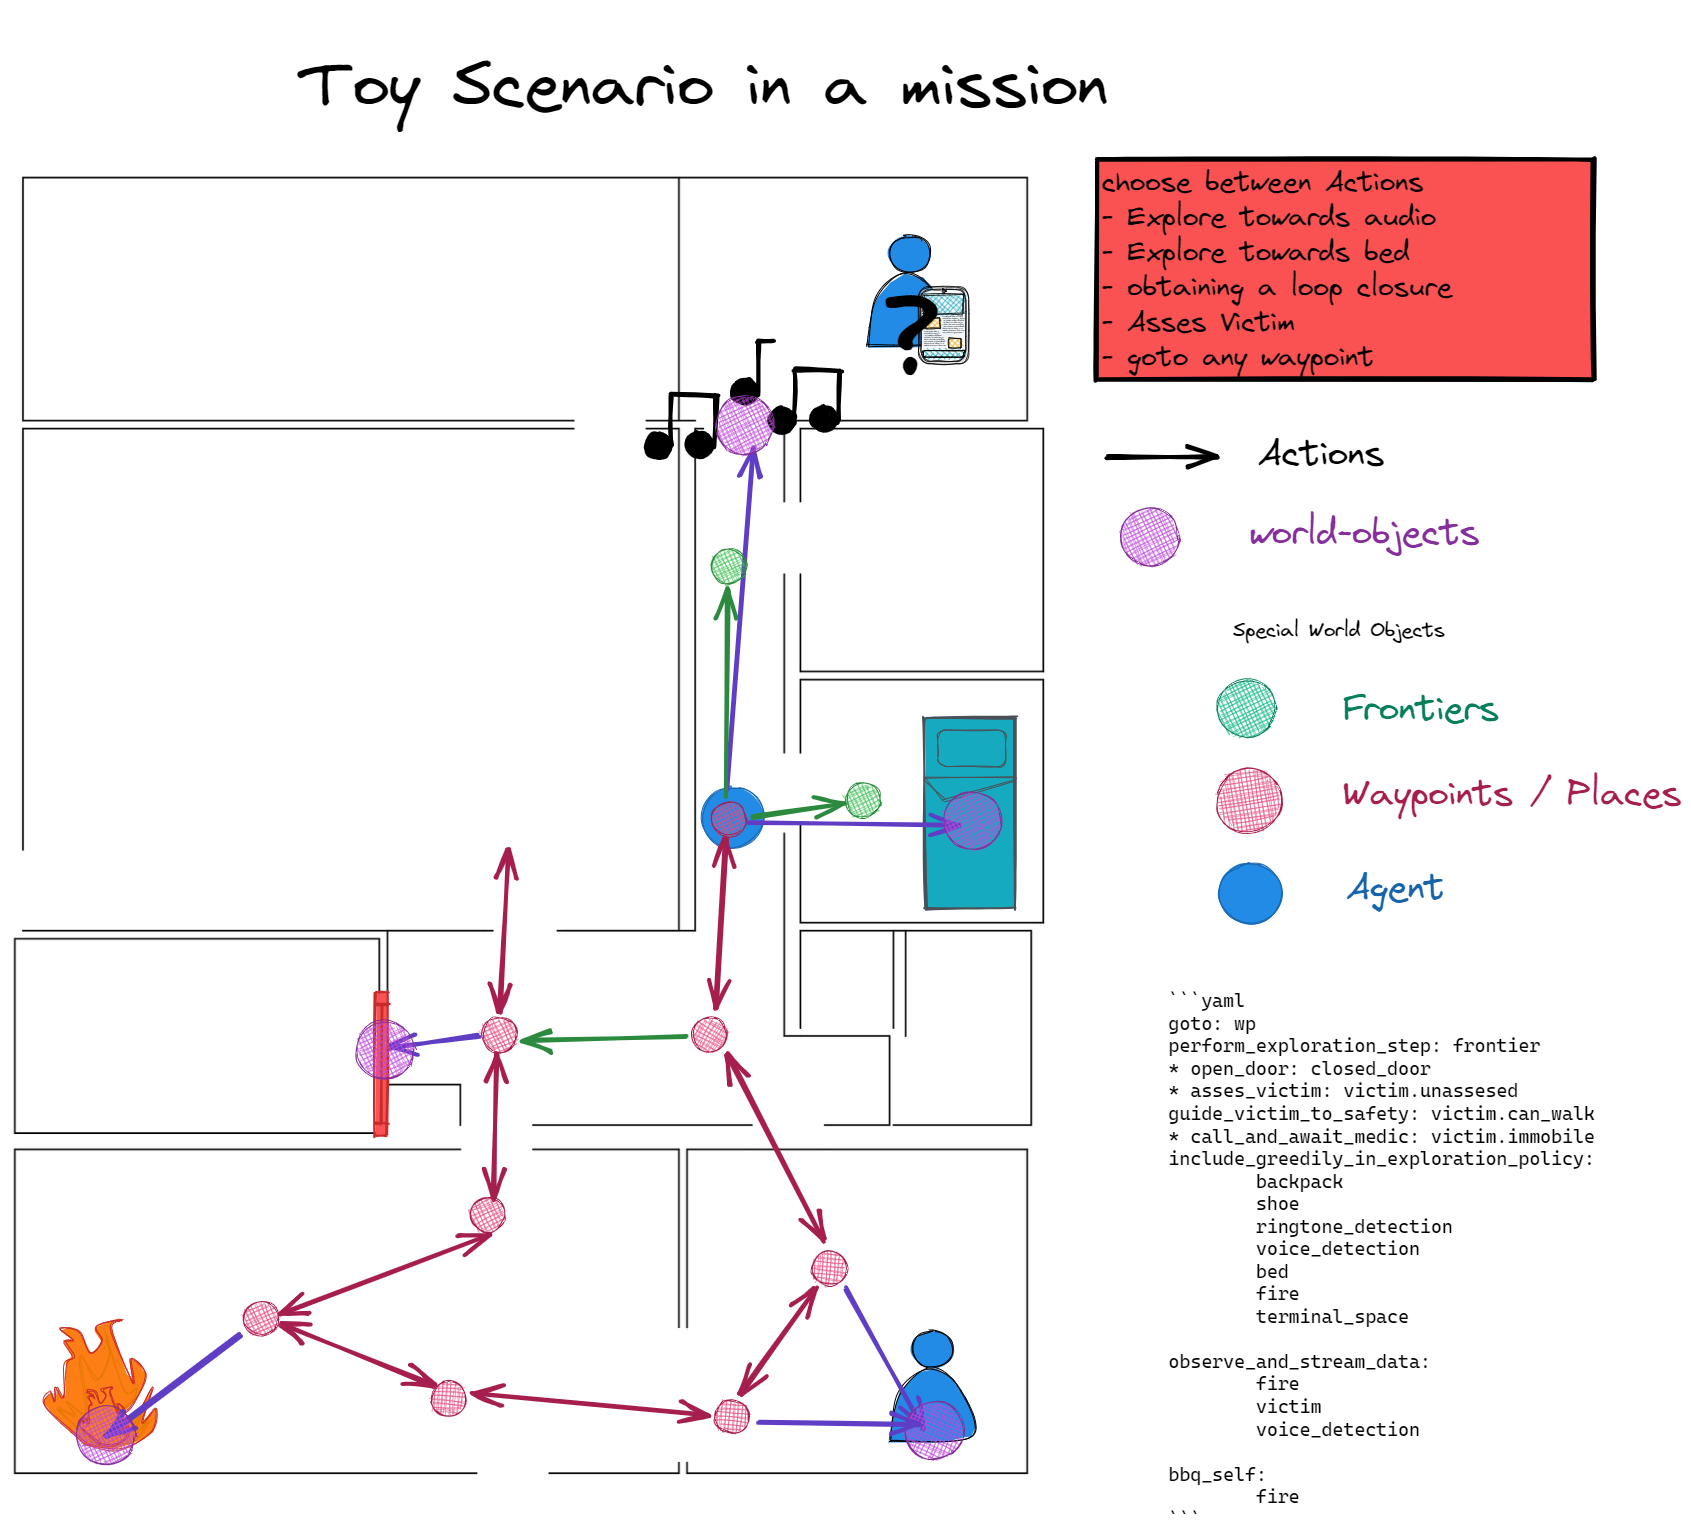 Toy Scenario in a mission
choose between Actions
- Explore towards audio
- Explore towards bed
- obtaining a loop closure
- Asses Victim
- goto any waypoint
Actions
world-objects
Special World Objects
Frontiers
Waypoints / Places
Agent
?
```yaml
goto: wp
perform_exploration_step: frontier
* open_door: closed_door
* asses_victim: victim.unassesed
guide_victim_to_safety: victim.can_walk
* call_and_await_medic: victim.immobile
include_greedily_in_exploration_policy:
        backpack
        shoe
        ringtone_detection
        voice_detection
        bed
        fire
        terminal_space

observe_and_stream_data:
        fire
        victim
        voice_detection

bbq_self:
        fire
```